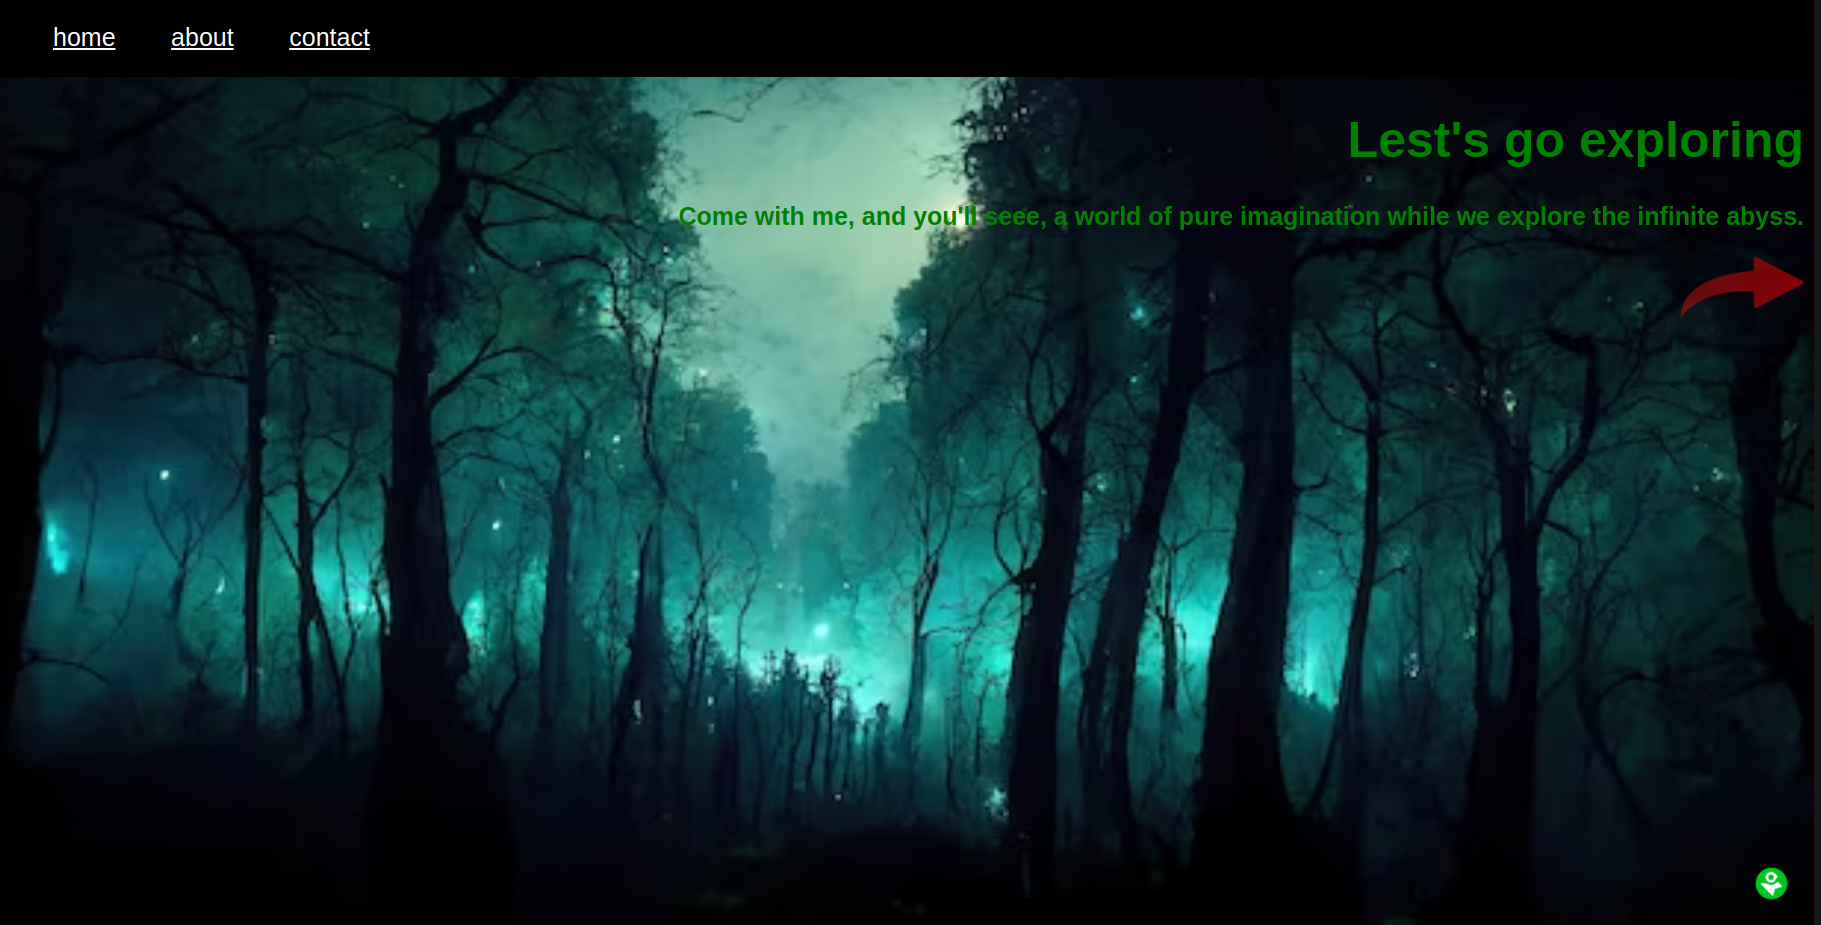 home about contact
Lest's go exploring
Come with me, and you'll seee, a world of pure imagination while we explore the infinite abyss.